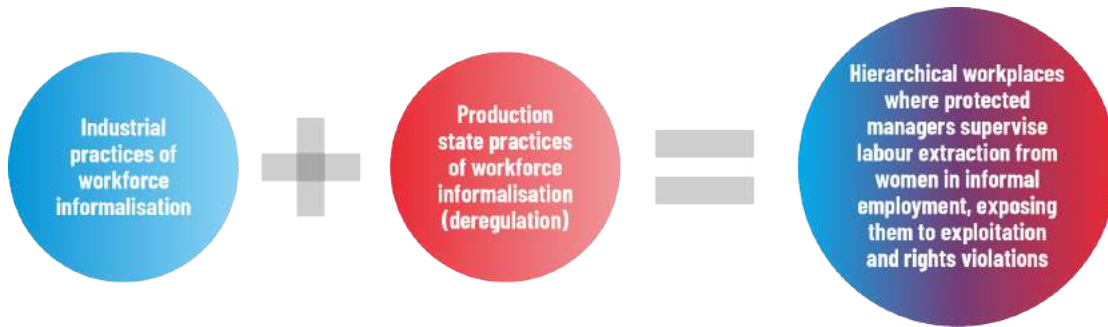 Industrial
practices of
workforce
informalisation
Production
state practices
of workforce
informalisation
(deregulation)
Hierarchical workplaces
where protected
managers supervise
labour extraction from
women in informal
employment, exposing
them to exploitation
and rights violations